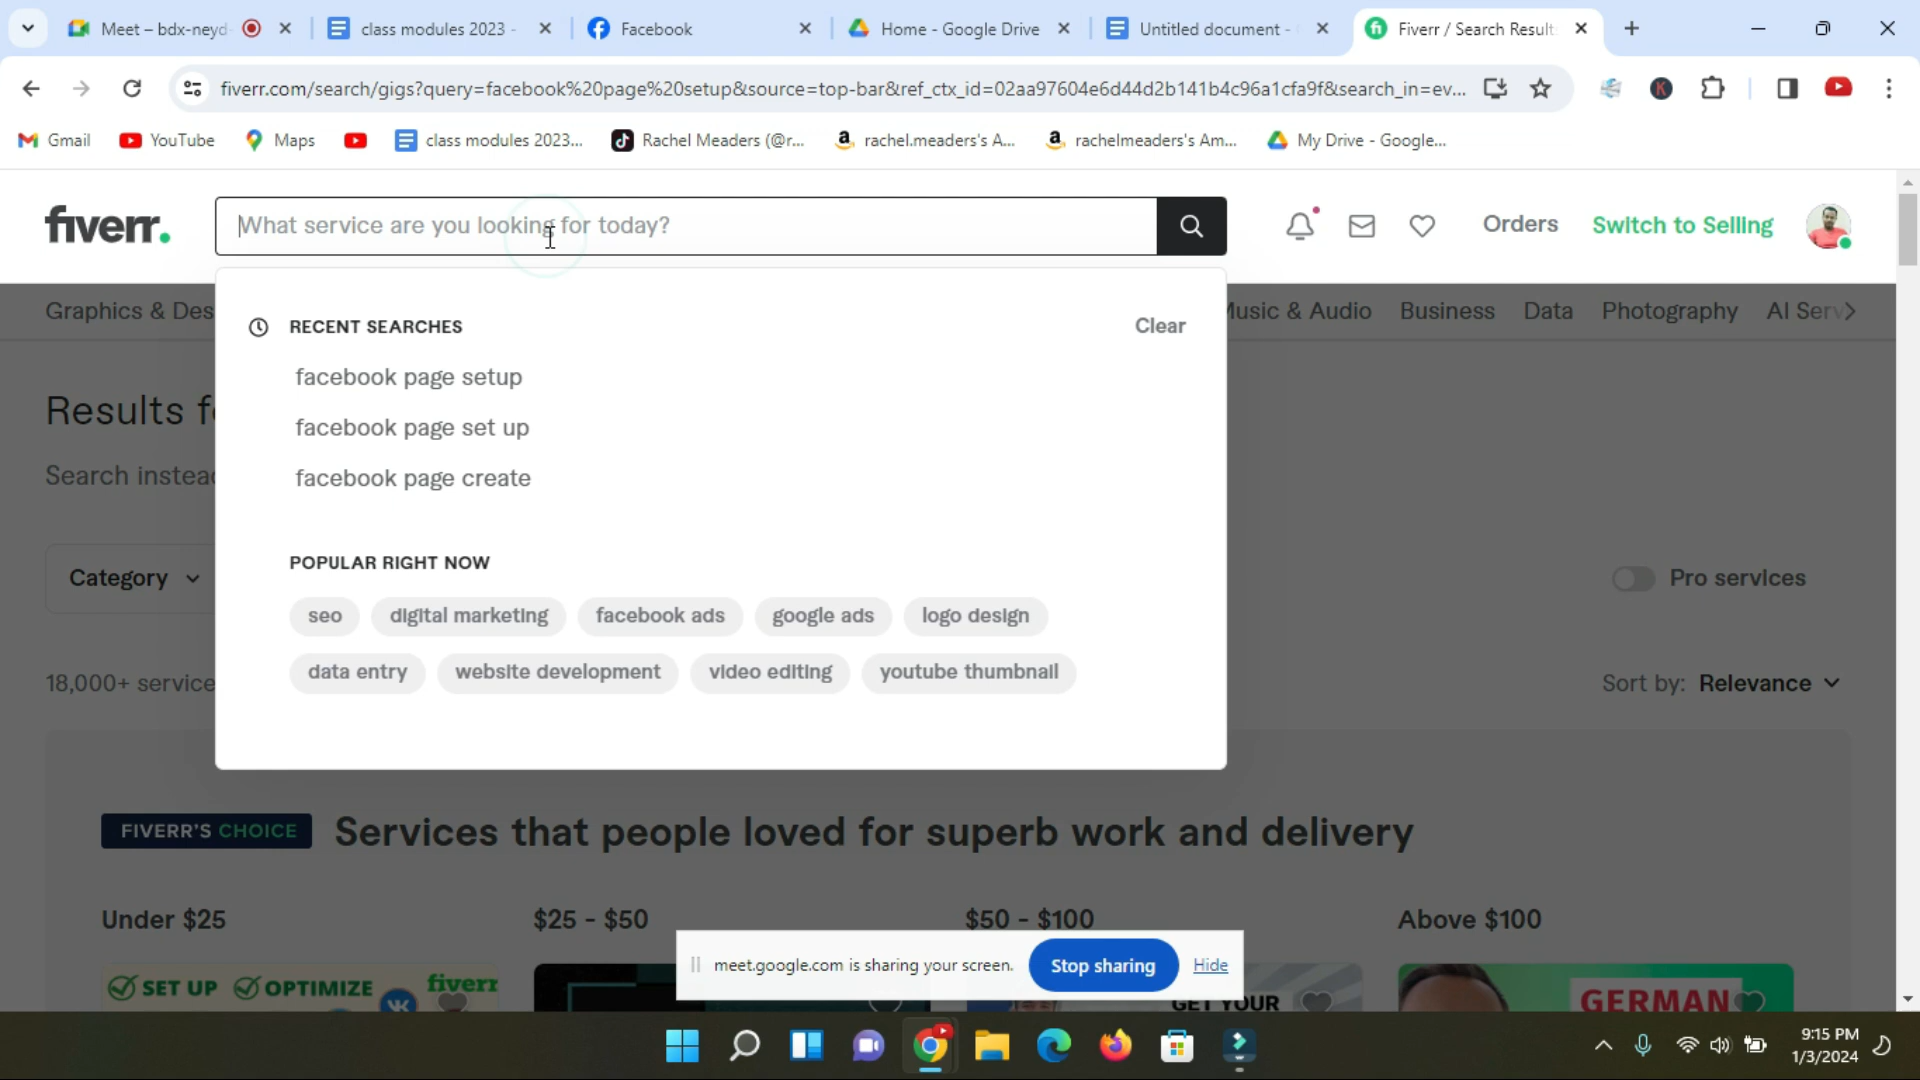 Meet – bdx-neyd
class modules 2023 -
Facebook
Home - Google Drive
Untitled document -
Fiverr / Search Result
fiverr.com/search/gigs?query=facebook%20page%20setup&source=top-bar&ref_ctx_id=02aa97604e6d44d2b141b4c96a1cfa9f&search_in=ev...
K
Gmail
YouTube
Maps
class modules 2023...
Rachel Meaders (@r...
rachel.meaders's A...
rachelmeaders's Am...
My Drive - Google...
fiverr.
What service are you looking for today?
Orders
Switch to Selling
Graphics & Des
Music & Audio
Business
Data
Photography
AI Serv
RECENT SEARCHES
Clear
facebook page setup
facebook page set up
facebook page create
Results f
Search instea
POPULAR RIGHT NOW
seo
digital marketing
facebook ads
google ads
logo design
data entry
website development
video editing
youtube thumbnail
Category
Pro services
18,000+ service
Sort by: Relevance
FIVERR'S CHOICE
Services that people loved for superb work and delivery
Under $25
$25 - $50
$50 - $100
Above $100
meet.google.com is sharing your screen.
Stop sharing
Hide
SET UP
OPTIMIZE
fiverr
GET YOUR
GERMAN
9:15 PM
1/3/2024